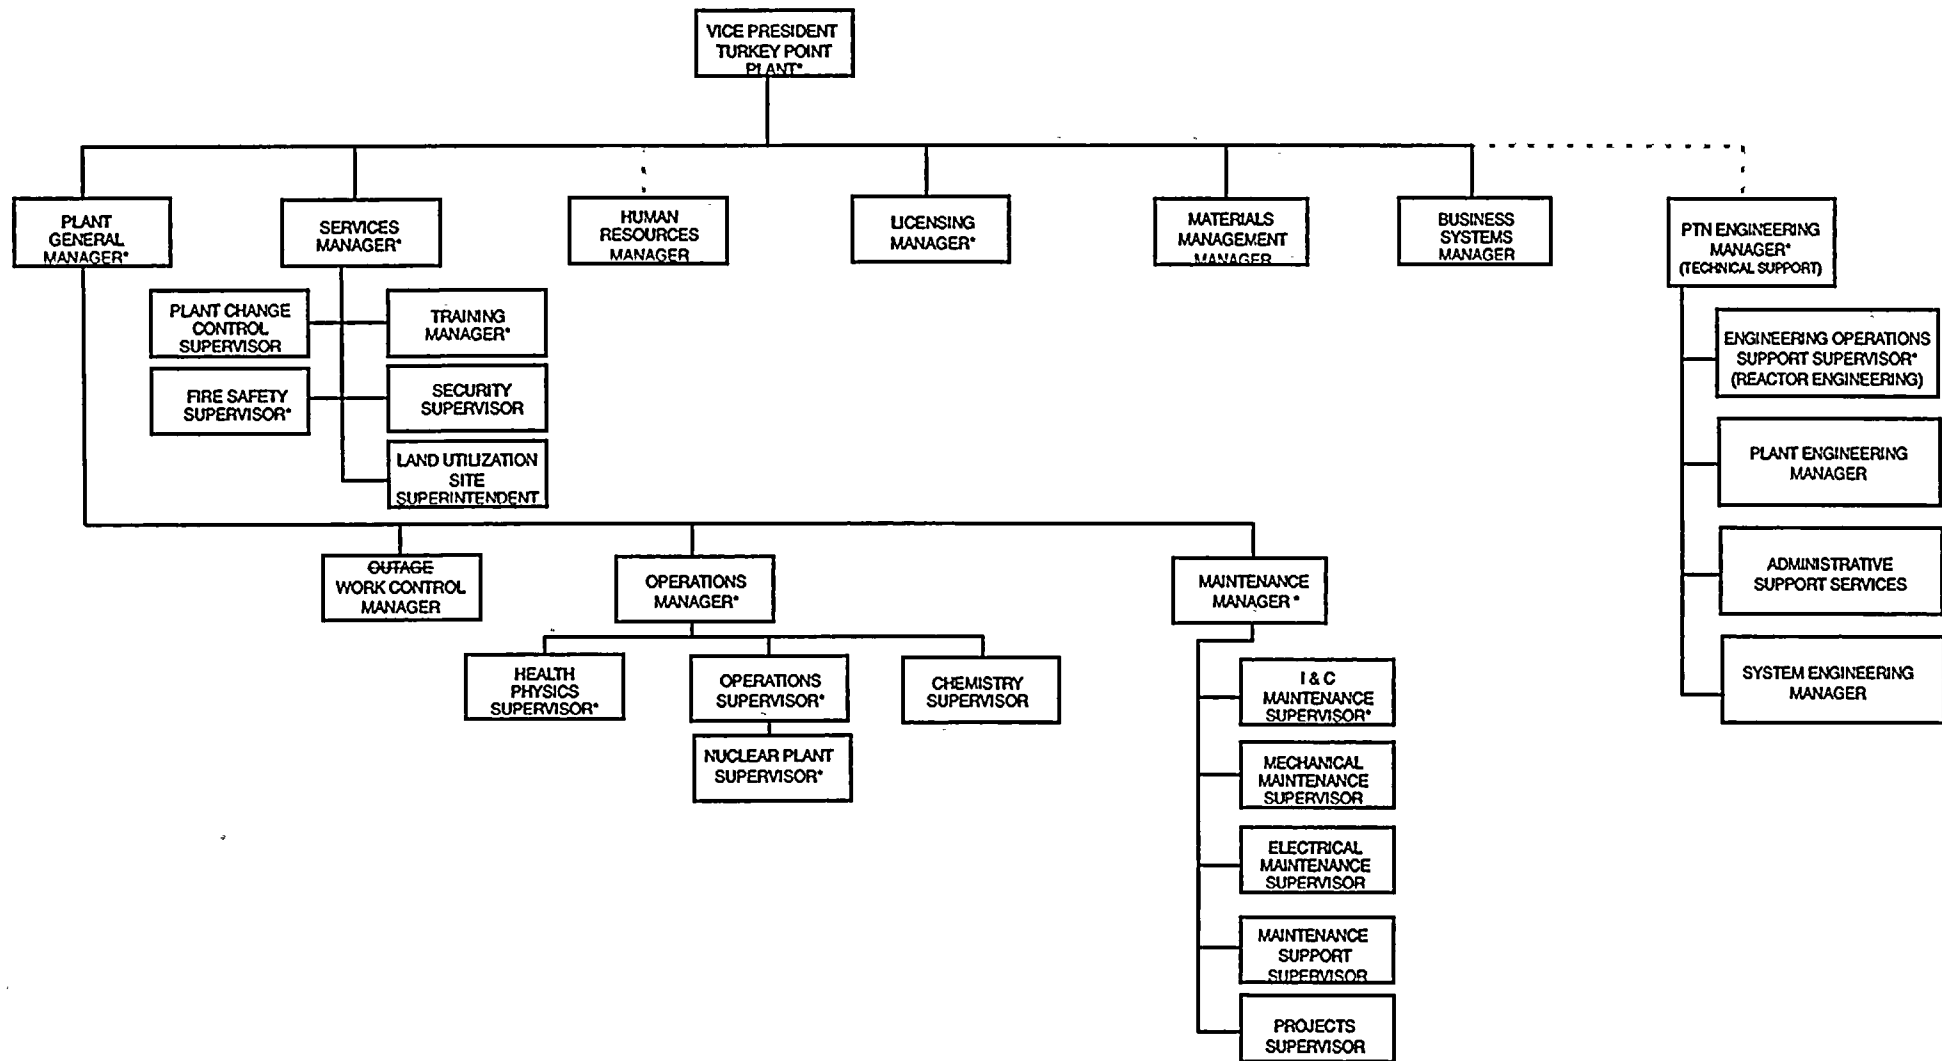 VICE PRESIDENT
TURKEY POINT
PLANT*
PLANT
GENERAL
MANAGER*
SERVICES
MANAGER*
HUMAN
RESOURCES
MANAGER
LICENSING
MANAGER*
MATERIALS
MANAGEMENT
MANAGER
BUSINESS
SYSTEMS
MANAGER
PTN ENGINEERING
MANAGER*
(TECHNICAL SUPPORT)
PLANT CHANGE
CONTROL
SUPERVISOR
TRAINING
MANAGER*
FIRE SAFETY
SUPERVISOR*
SECURITY
SUPERVISOR
LAND UTILIZATION
SITE
SUPERINTENDENT
ENGINEERING OPERATIONS
SUPPORT SUPERVISOR*
(REACTOR ENGINEERING)
PLANT ENGINEERING
MANAGER
ADMINISTRATIVE
SUPPORT SERVICES
SYSTEM ENGINEERING
MANAGER
OUTAGE
WORK CONTROL
MANAGER
OPERATIONS
MANAGER*
MAINTENANCE
MANAGER *
HEALTH
PHYSICS
SUPERVISOR*
OPERATIONS
SUPERVISOR*
CHEMISTRY
SUPERVISOR
NUCLEAR PLANT
SUPERVISOR*
I & C
MAINTENANCE
SUPERVISOR*
MECHANICAL
MAINTENANCE
SUPERVISOR
ELECTRICAL
MAINTENANCE
SUPERVISOR
MAINTENANCE
SUPPORT
SUPERVISOR
PROJECTS
SUPERVISOR